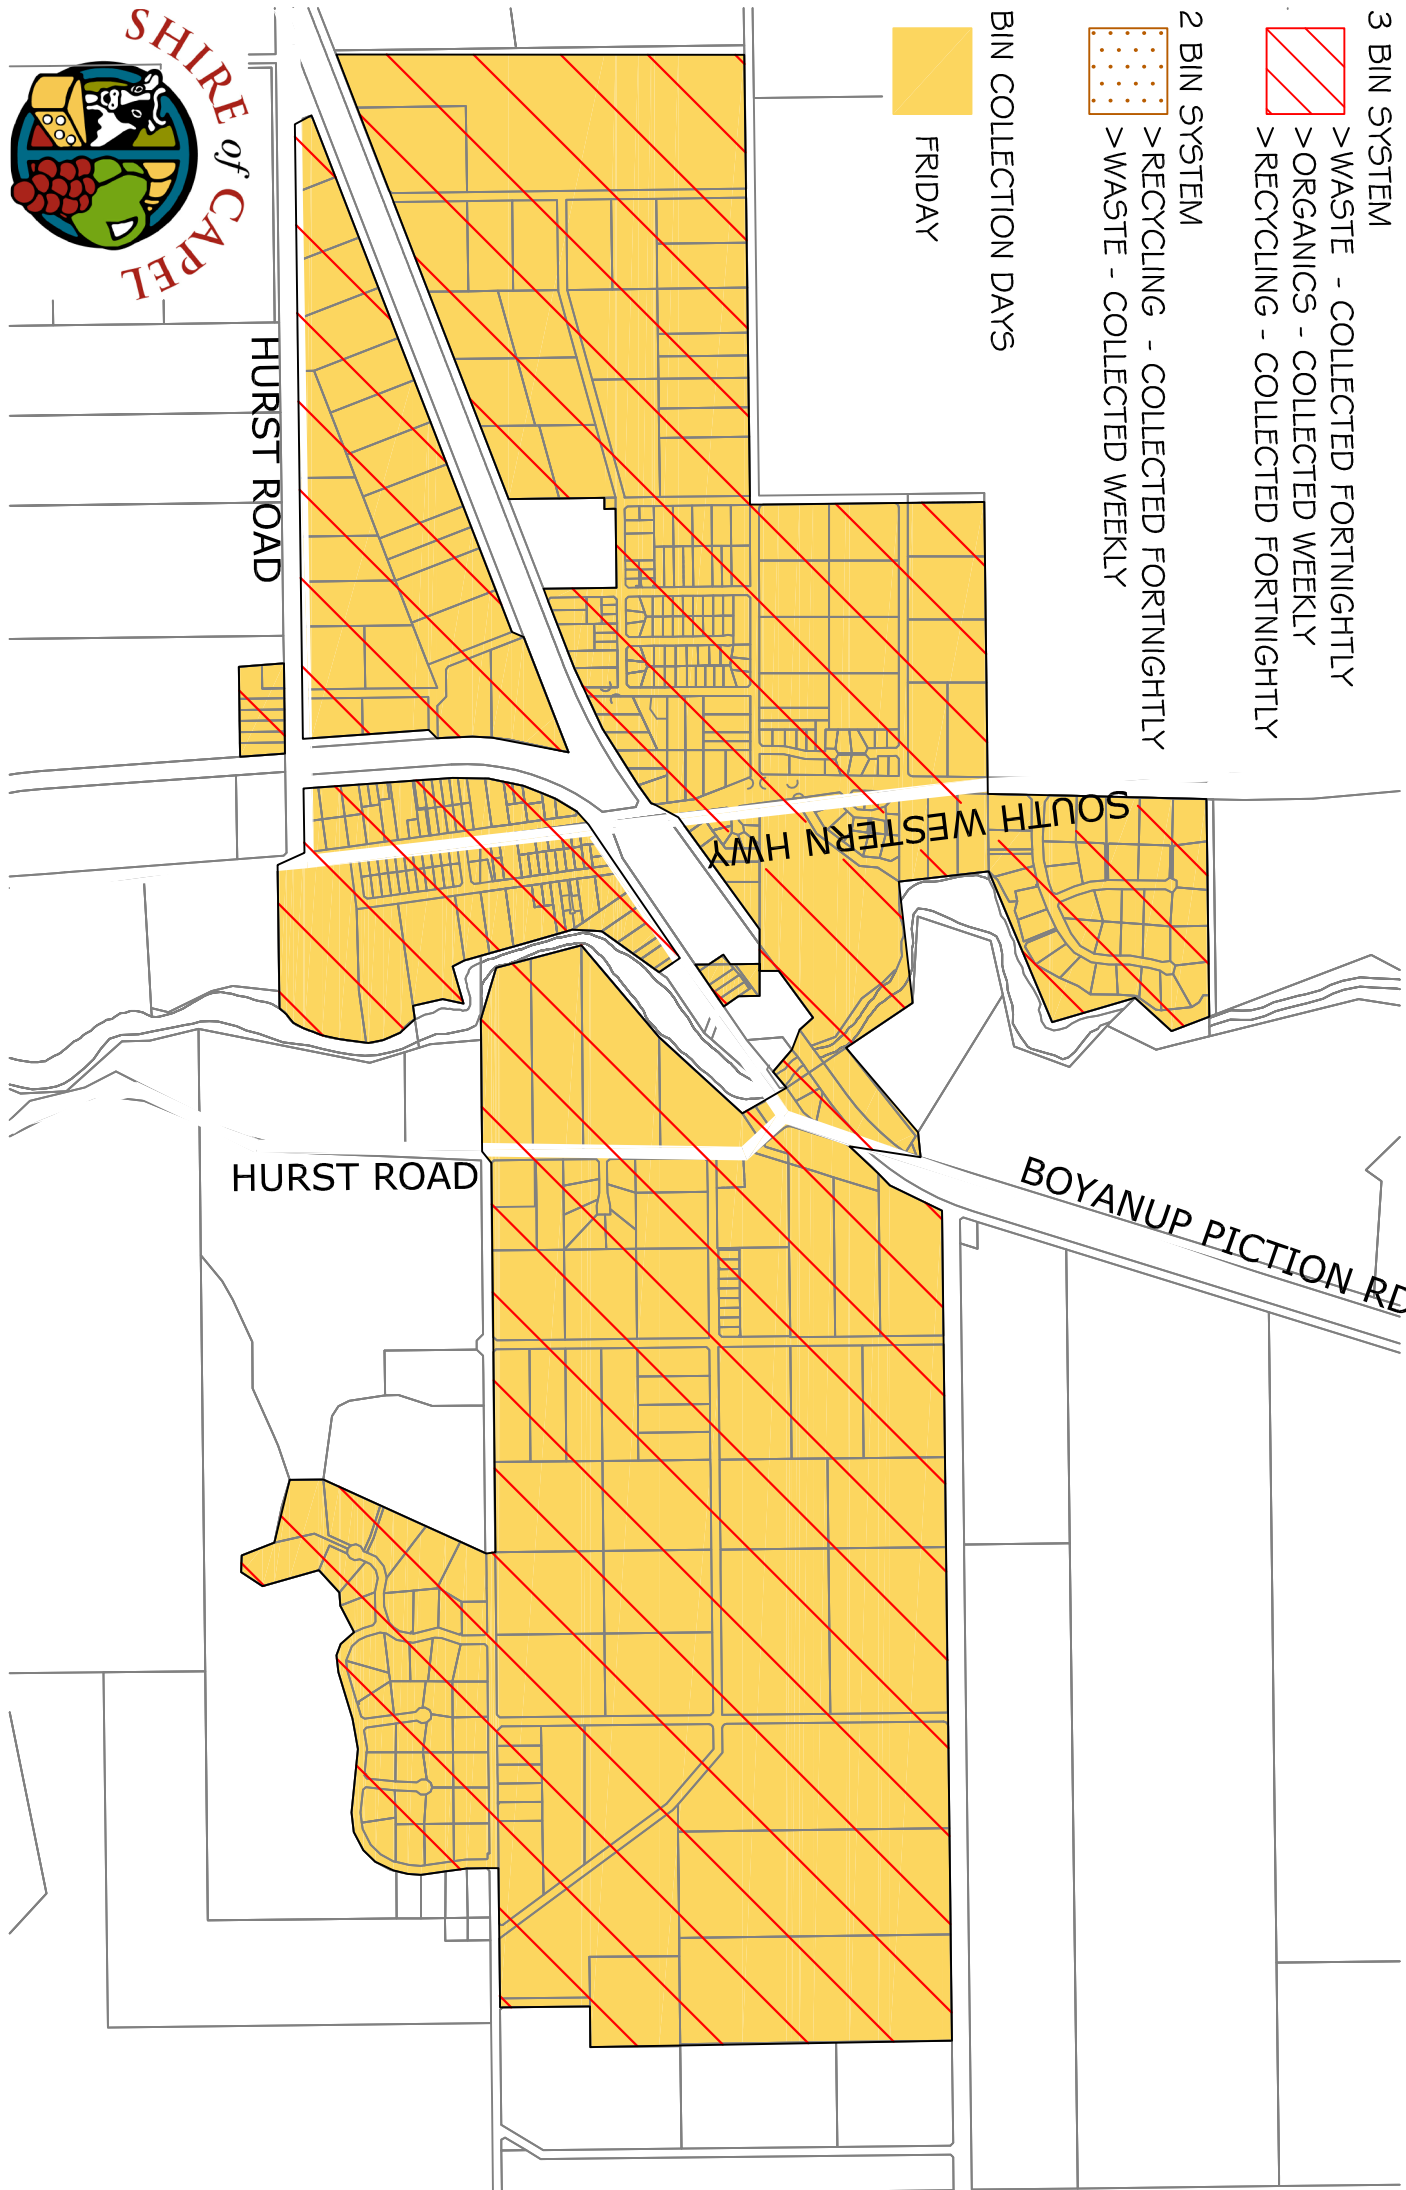 3 BIN SYSTEM
>WASTE - COLLECTED FORTNIGHTLY
>ORGANICS - COLLECTED WEEKLY
>RECYCLING - COLLECTED FORTNIGHTLY
2 BIN SYSTEM
>RECYCLING - COLLECTED FORTNIGHTLY
>WASTE - COLLECTED WEEKLY
BIN COLLECTION DAYS
FRIDAY
SHIRE of CAPEL
HURST ROAD
SOUTH WESTERN HWY
HURST ROAD
BOYANUP PICTION RD